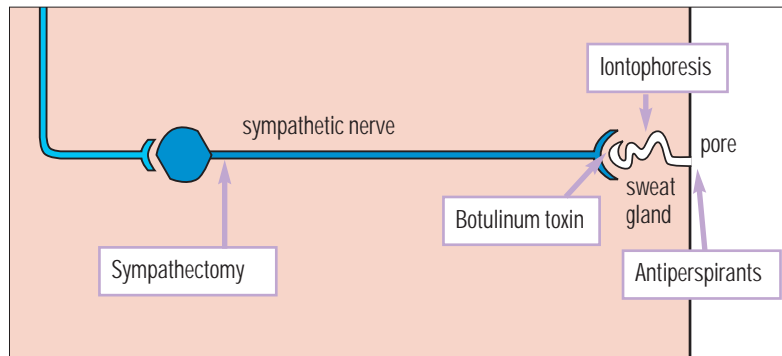 Iontophoresis
sympathetic nerve
pore
sweat
gland
Botulinum toxin
Sympathectomy
Antiperspirants